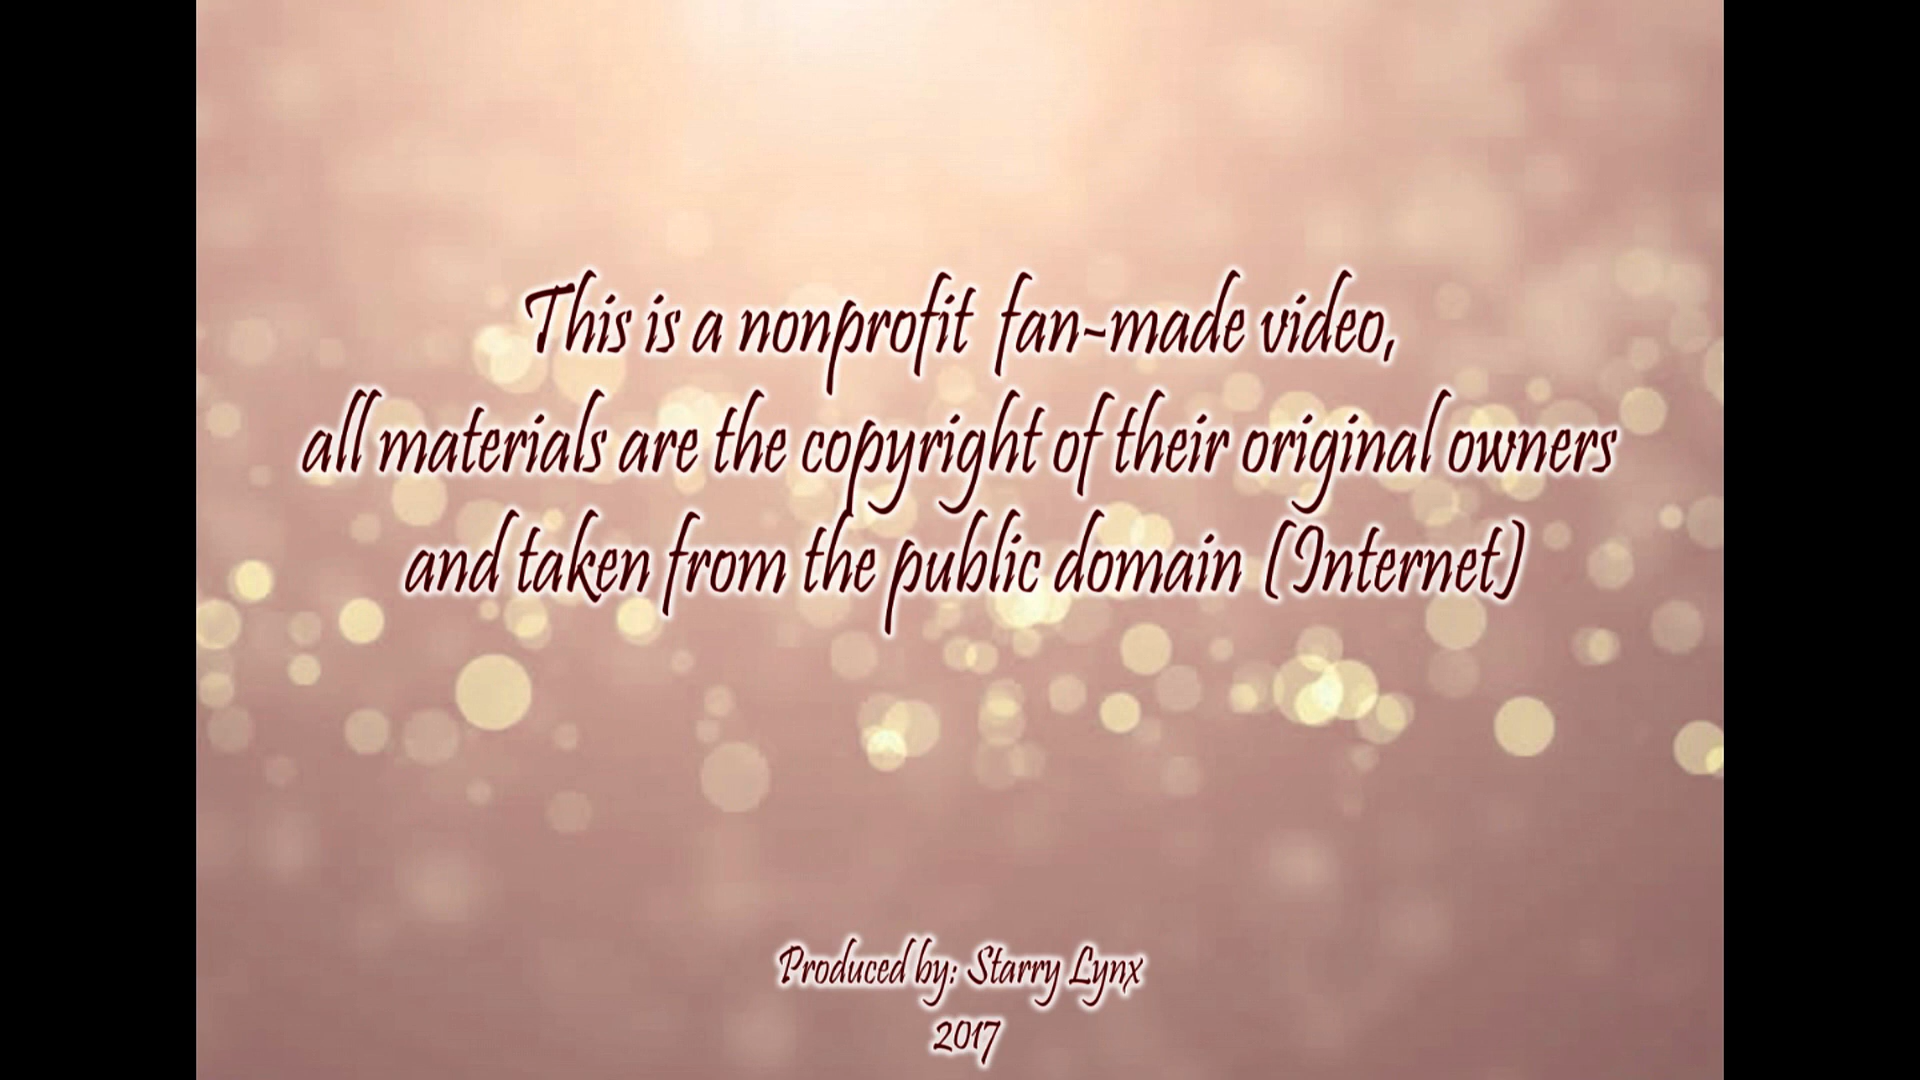 This is a nonprofit fan-made video,
all materials are the copyright of their original owners
and taken from the public domain (Internet)
Produced by: Starry Lynx
2017